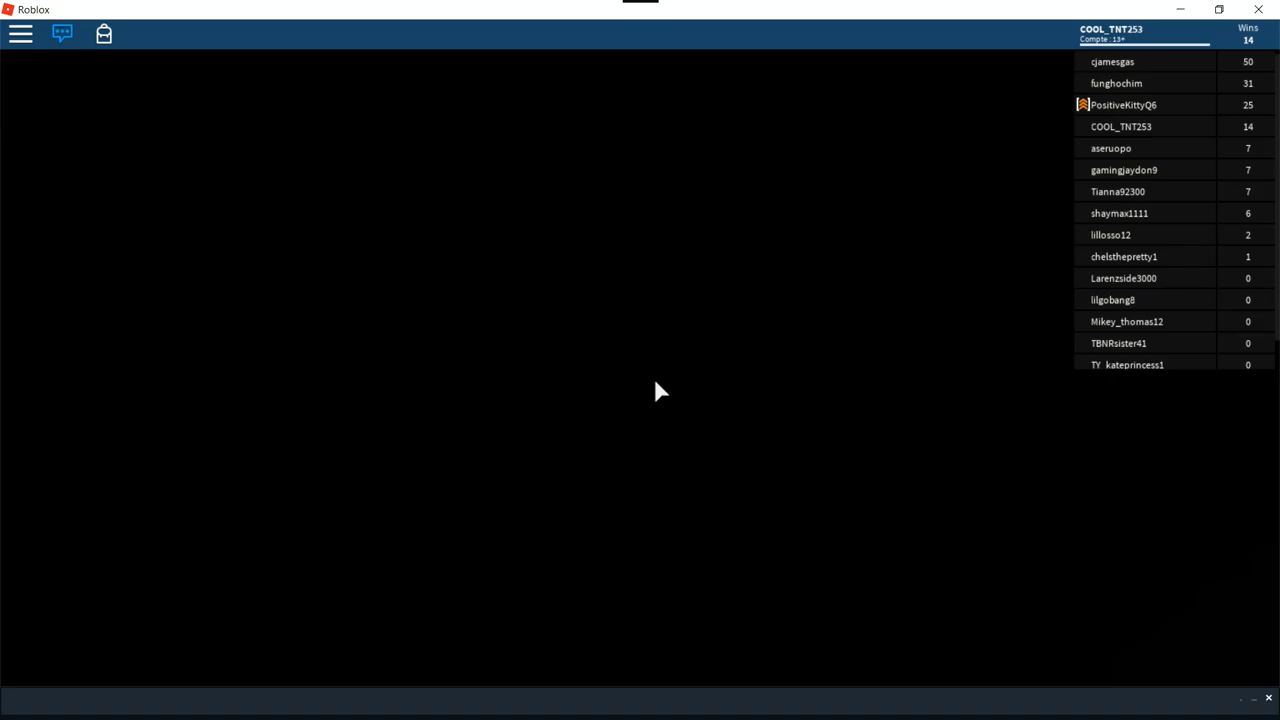 Roblox
COOL_TNT253
Compte : 13+
Wins
14
cjamesgas 50
funghochim 31
PositiveKittyQ6 25
COOL_TNT253 14
aseruopo 7
gamingjaydon9 7
Tianna92300 7
shaymax1111 6
lillosso12 2
chelsthepretty1 1
Larenzside3000 0
lilgobang8 0
Mikey_thomas12 0
TBNRsister41 0
TY_kateprincess1 0